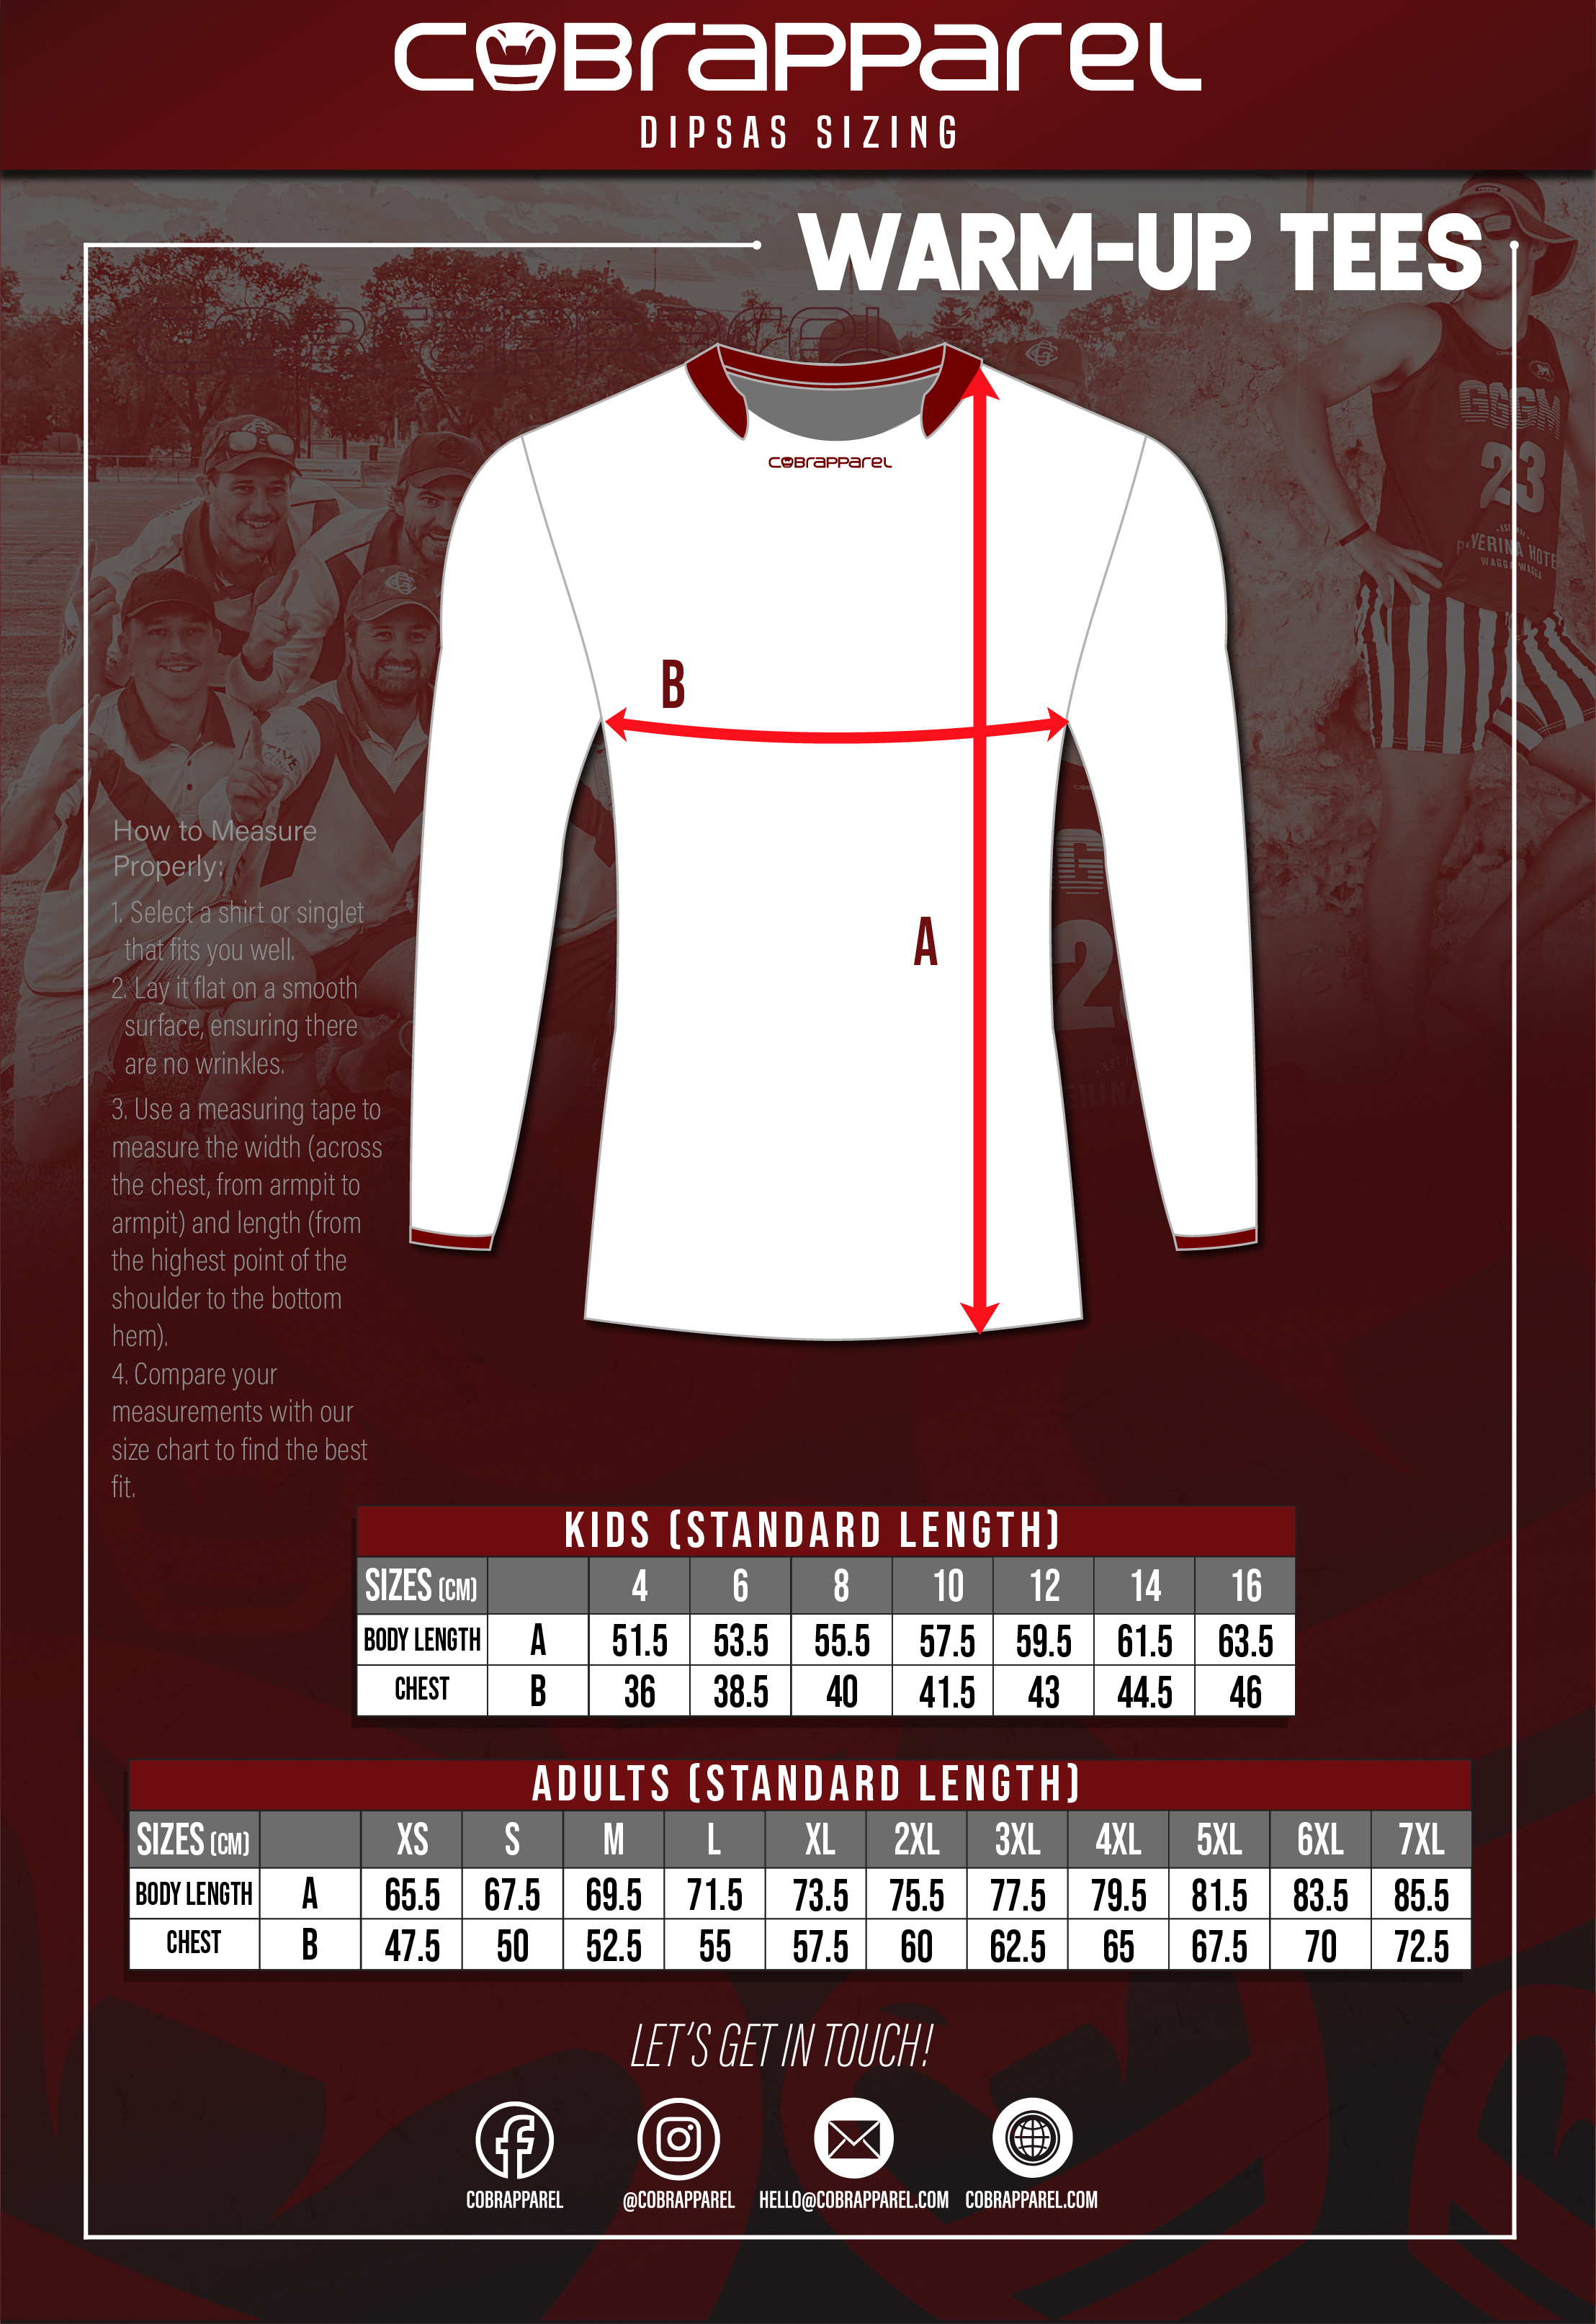 COBRAPPAREL
DIPSAS SIZING
WARM-UP TEES
COBRAPPAREL
COBRAPPAREL
GGGM
23
WAGGA WAGGA
B
A
How to Measure
Properly:
1. Select a shirt or singlet
that fits you well.
2. Lay it flat on a smooth
surface, ensuring there
are no wrinkles.
3. Use a measuring tape to
measure the width (across
the chest, from armpit to
armpit) and length (from
the highest point of the
shoulder to the bottom
hem).
4. Compare your
measurements with our
size chart to find the best
fit.
KIDS (STANDARD LENGTH)
SIZES (CM) 4 6 8 10 12 14 16
BODY LENGTH A 51.5 53.5 55.5 57.5 59.5 61.5 63.5
CHEST B 36 38.5 40 41.5 43 44.5 46
ADULTS (STANDARD LENGTH)
SIZES (CM) XS S M L XL 2XL 3XL 4XL 5XL 6XL 7XL
BODY LENGTH A 65.5 67.5 69.5 71.5 73.5 75.5 77.5 79.5 81.5 83.5 85.5
CHEST B 47.5 50 52.5 55 57.5 60 62.5 65 67.5 70 72.5
LET'S GET IN TOUCH!
COBRAPPAREL @COBRAPPAREL HELLO@COBRAPPAREL.COM COBRAPPAREL.COM